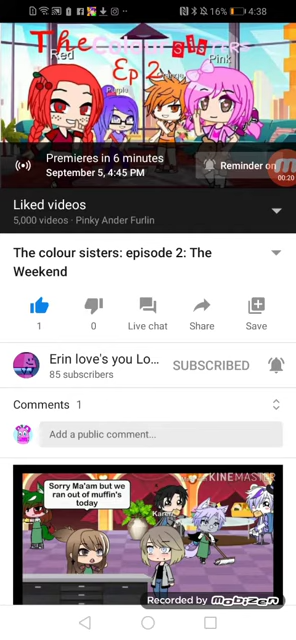 16% 4:38
The Colour SISTERS
Red
Ep 2
Purple
Orange
Pink
Premieres in 6 minutes
September 5, 4:45 PM
Reminder on
00:20
Liked videos
5,000 videos · Pinky Ander Furlin
The colour sisters: episode 2: The
Weekend
1
0
Live chat
Share
Save
Erin love's you Lo...
85 subscribers
SUBSCRIBED
Comments 1
Add a public comment...
KINEMASTER
Sorry Ma'am but we
ran out of muffin's
today
Karen
Recorded by mobizen